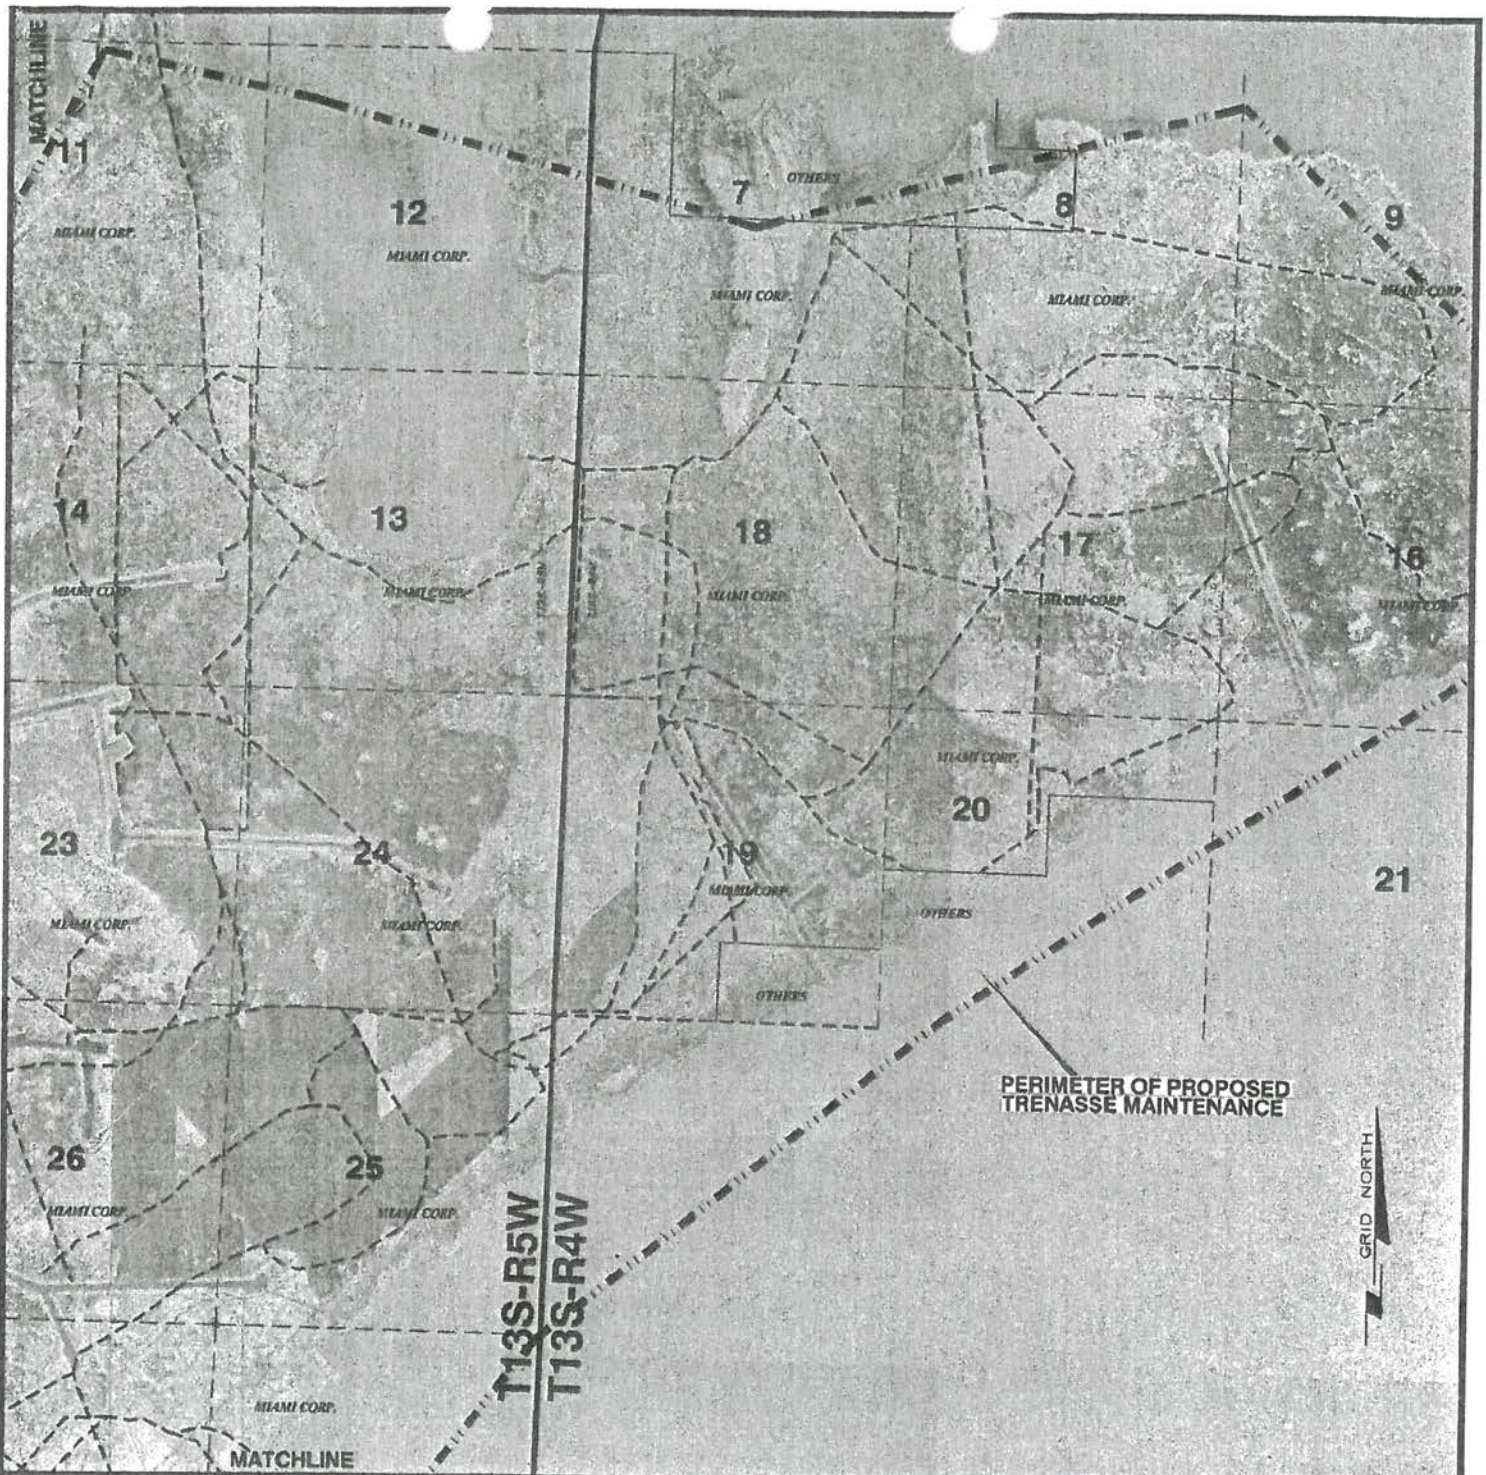 MATCHLINE
11
MIAMI CORP.
12
MIAMI CORP.
7
OTHERS
MIAMI CORP.
8
MIAMI CORP.
9
MIAMI CORP.
14
MIAMI CORP.
13
MIAMI CORP.
18
MIAMI CORP.
17
MIAMI CORP.
16
MIAMI CORP.
23
MIAMI CORP.
24
MIAMI CORP.
19
MIAMI CORP.
OTHERS
MIAMI CORP.
20
OTHERS
21
PERIMETER OF PROPOSED
TRENASSE MAINTENANCE
26
MIAMI CORP.
25
MIAMI CORP.
T13S-R5W
T13S-R4W
GRID NORTH
MIAMI CORP.
MATCHLINE